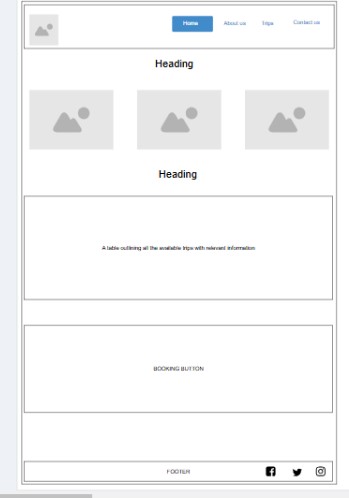 Home About us Trips Contact us
Heading
Heading
A table outlining all the available trips with relevant information
BOOKING BUTTON
FOOTER